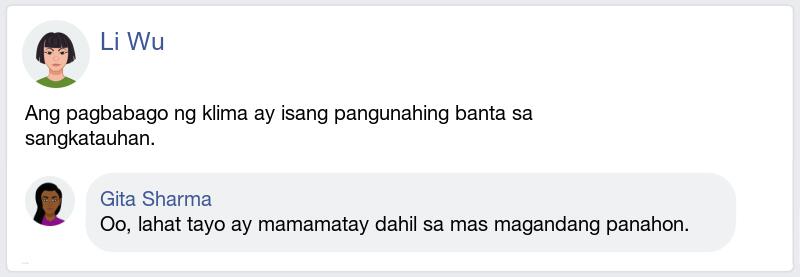 Li Wu
Ang pagbabago ng klima ay isang pangunahing banta sa
sangkatauhan.
Gita Sharma
Oo, lahat tayo ay mamamatay dahil sa mas magandang panahon.